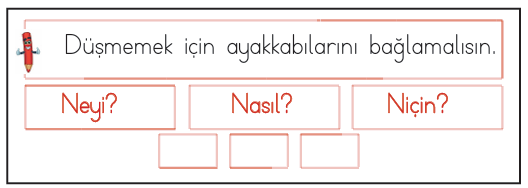 Düşmemek için ayakkabılarını bağlamalısın.
Neyi? Nasıl? Niçin?